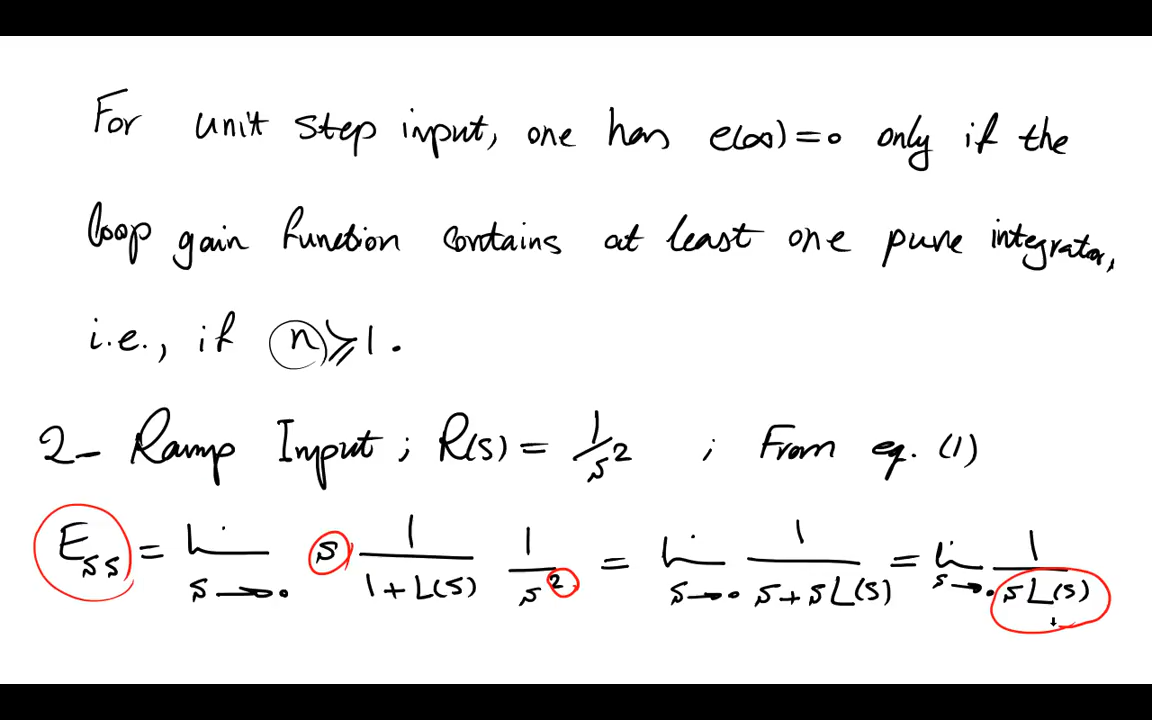 For unit step input, one has e(∞) = 0 only if the
loop gain function contains at least one pure integrator,
i.e., if n ⩾ 1.
2- Ramp Input ; R(s) = 1/s² ; From eq. (1)
E_ss = lim s→0 s 1/(1 + L(s)) 1/s² = lim s→0 1/(s + sL(s)) = lim s→0 1/(sL(s))